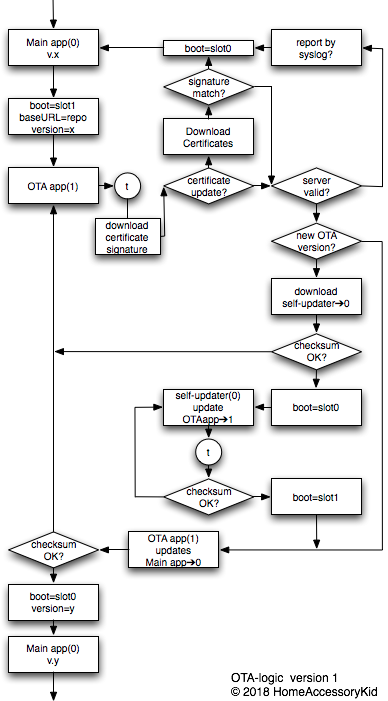 Main app(0)
v.x
boot=slot0
report by
syslog?
signature
match?
boot=slot1
baseURL=repo
version=x
Download
Certificates
OTA app(1)
t
certificate
update?
server
valid?
download
certificate
signature
new OTA
version?
download
self-updater➔0
checksum
OK?
self-updater(0)
update
OTAapp➔1
boot=slot0
t
checksum
OK?
boot=slot1
checksum
OK?
OTA app(1)
updates
Main app➔0
boot=slot0
version=y
Main app(0)
v.y
OTA-logic version 1
© 2018 HomeAccessoryKid